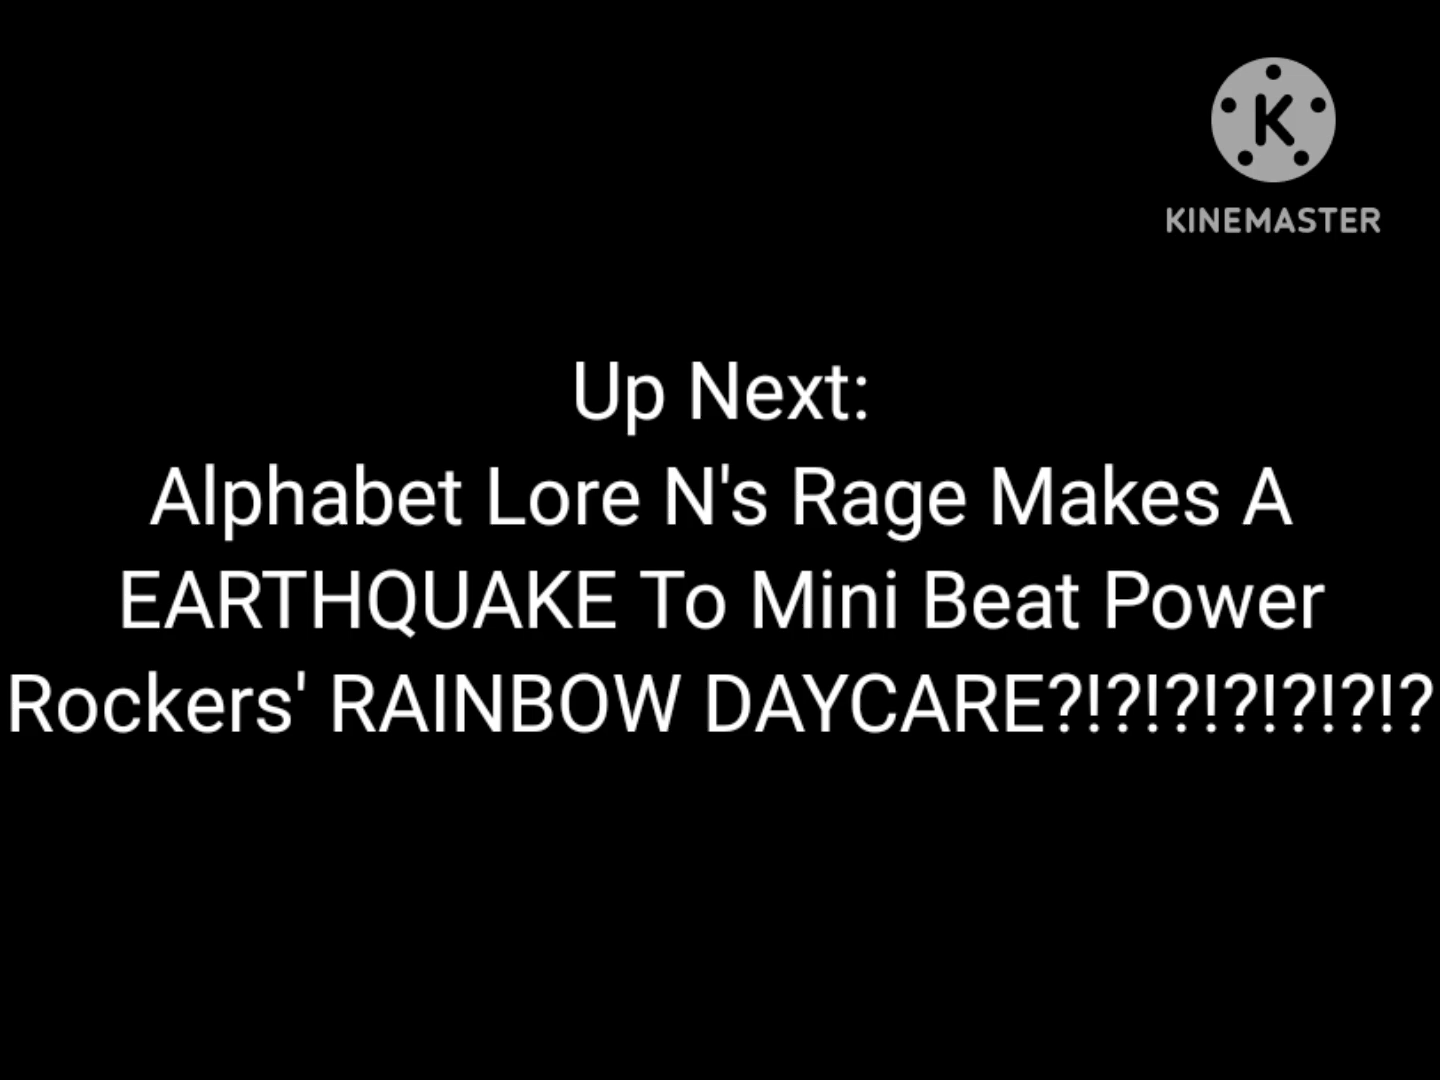 K
KINEMASTER
Up Next:
Alphabet Lore N's Rage Makes A
EARTHQUAKE To Mini Beat Power
Rockers' RAINBOW DAYCARE?!?!?!?!?!?!?